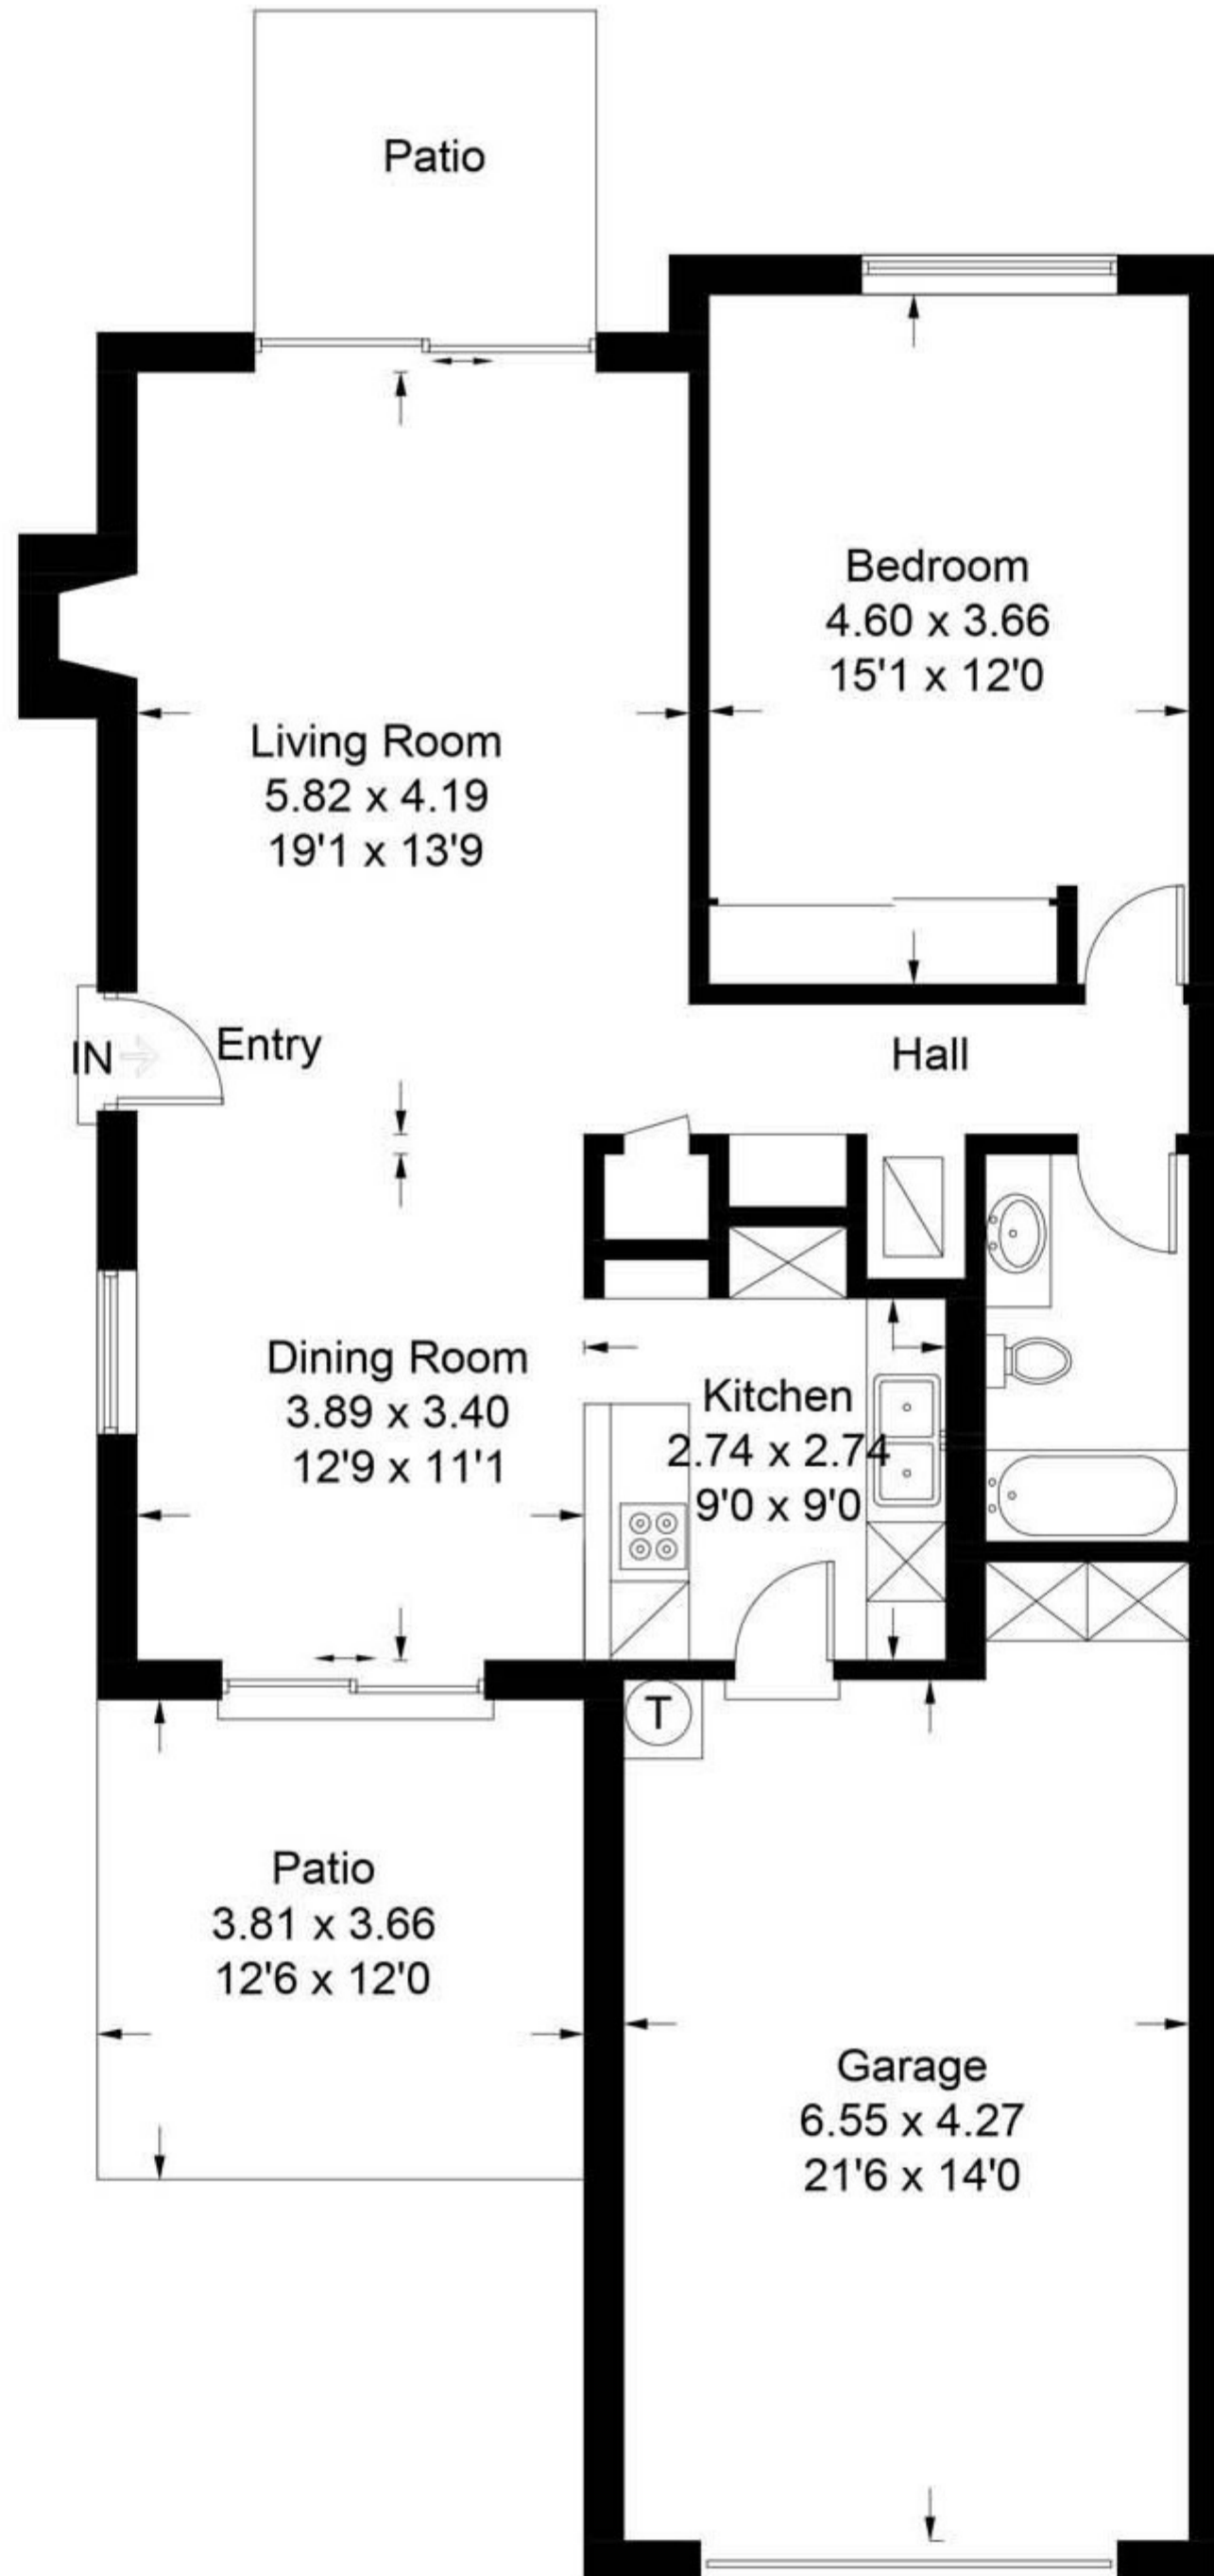 Patio
Bedroom
4.60 x 3.66
15'1 x 12'0
Living Room
5.82 x 4.19
19'1 x 13'9
IN
Entry
Hall
Dining Room
3.89 x 3.40
12'9 x 11'1
Kitchen
2.74 x 2.74
9'0 x 9'0
T
Patio
3.81 x 3.66
12'6 x 12'0
Garage
6.55 x 4.27
21'6 x 14'0